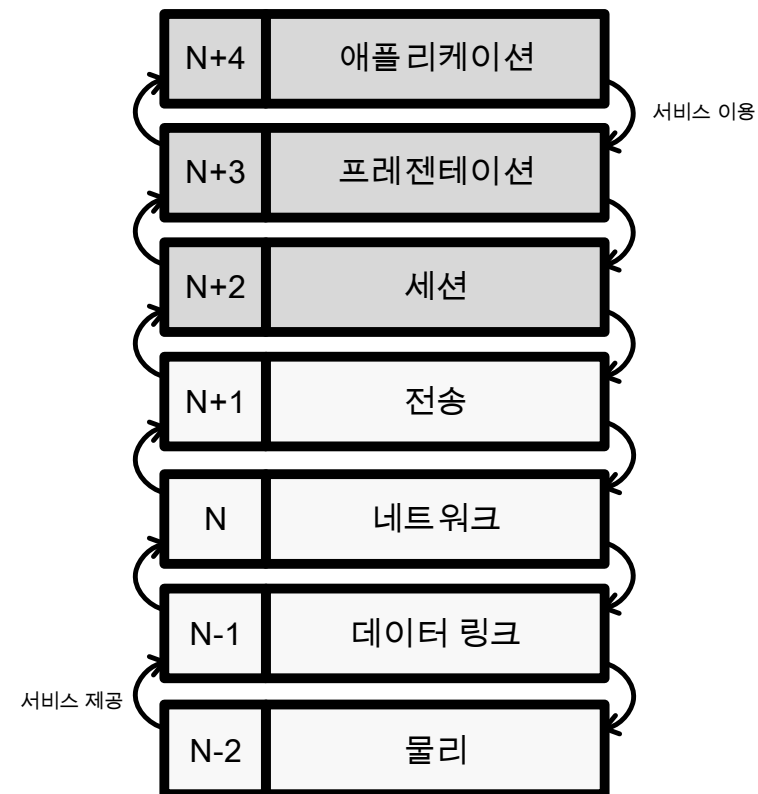 N+4 애플리케이션
서비스 이용
N+3 프레젠테이션
N+2 세션
N+1 전송
N 네트워크
N-1 데이터 링크
서비스 제공
N-2 물리